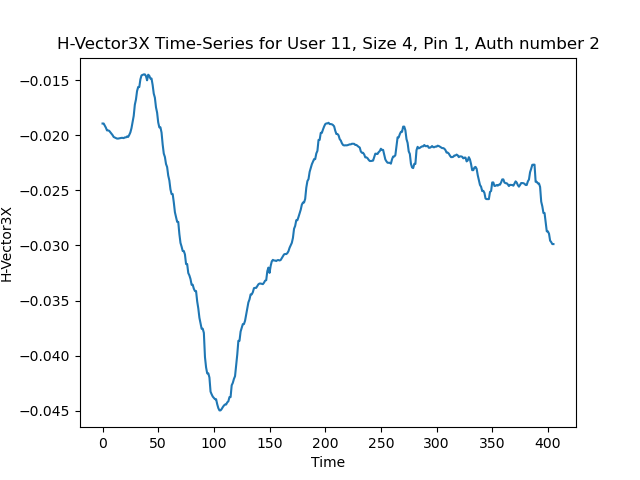 H-Vector3X Time-Series for User 11, Size 4, Pin 1, Auth number 2
−0.015
−0.020
−0.025
−0.030
−0.035
−0.040
−0.045
H-Vector3X
0 50 100 150 200 250 300 350 400
Time